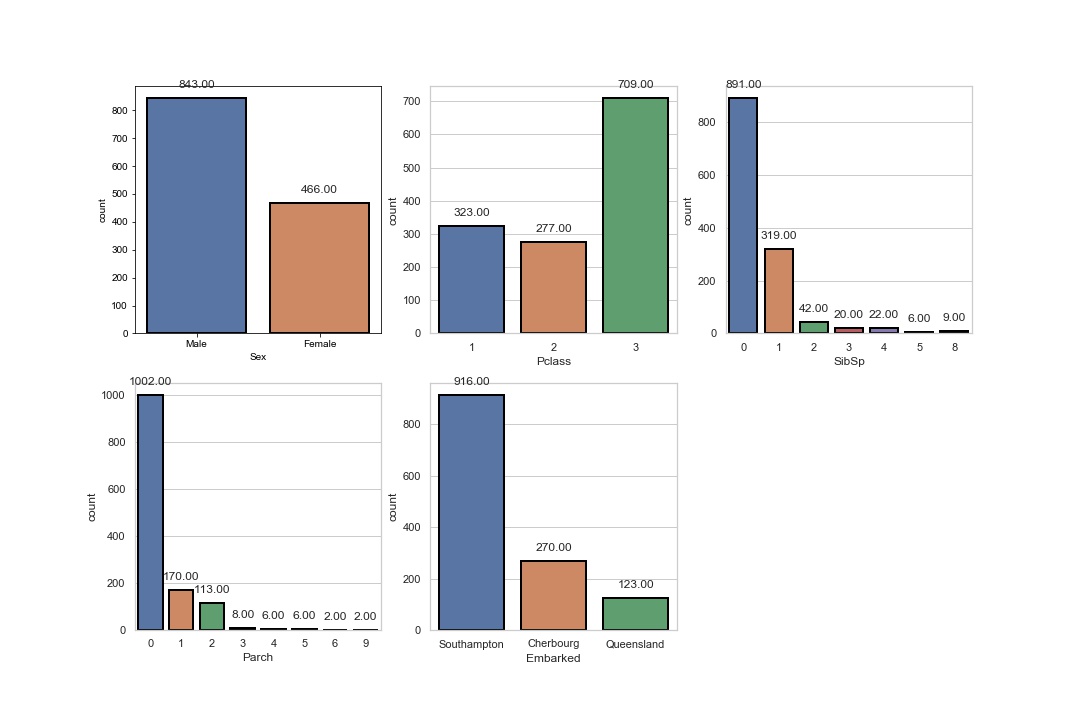 843.00
800
700
600
500
400
300
200
100
0
count
466.00
Male Female
Sex
709.00
700
600
500
400
300
200
100
0
count
323.00
277.00
1 2 3
Pclass
891.00
800
600
400
200
0
count
319.00
42.00 20.00 22.00 6.00 9.00
0 1 2 3 4 5 8
SibSp
1002.00
1000
800
600
400
200
0
count
170.00
113.00
8.00 6.00 6.00 2.00 2.00
0 1 2 3 4 5 6 9
Parch
916.00
800
600
400
200
0
count
270.00
123.00
Southampton Cherbourg Queensland
Embarked